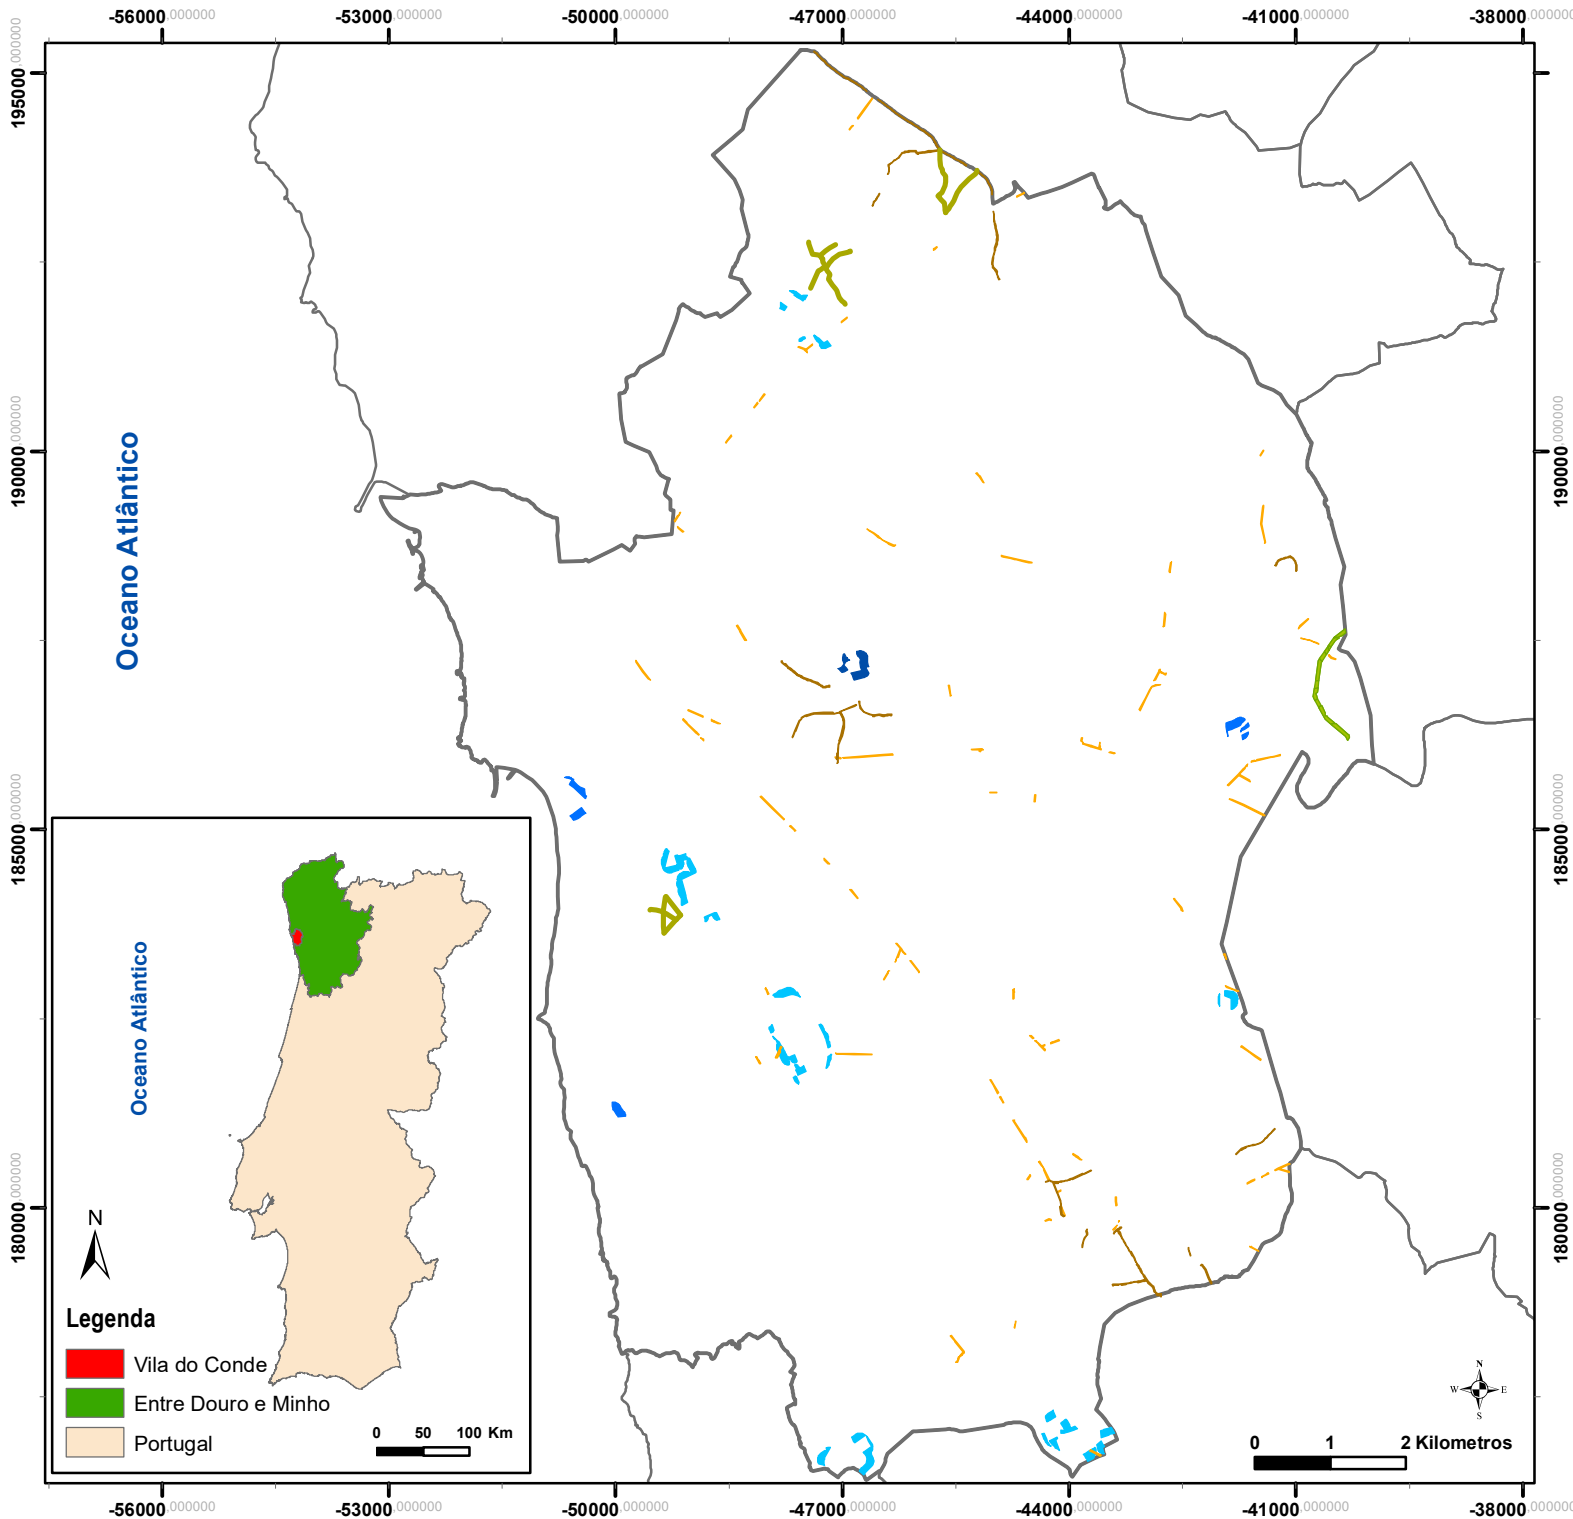 -56000,000000 -53000,000000 -50000,000000 -47000,000000 -44000,000000 -41000,000000 -38000,000000
195000,000000
195000,000000
190000,000000
190000,000000
Oceano Atlântico
185000,000000
185000,000000
Oceano Atlântico
180000,000000
180000,000000
N
Legenda
Vila do Conde
Entre Douro e Minho
Portugal
0 50 100 Km
N
W E
S
0 1 2 Kilometros
-56000,000000 -53000,000000 -50000,000000 -47000,000000 -44000,000000 -41000,000000 -38000,000000